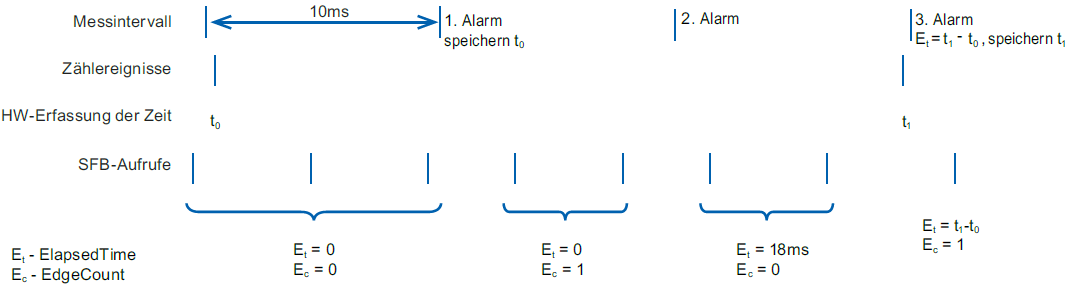 Messintervall
10ms
1. Alarm
speichern t₀
2. Alarm
3. Alarm
Eₜ = t₁ - t₀ , speichern t₁
Zählereignisse
HW-Erfassung der Zeit
t₀
t₁
SFB-Aufrufe
Eₜ - ElapsedTime
E꜀ - EdgeCount
Eₜ = 0
E꜀ = 0
Eₜ = 0
E꜀ = 1
Eₜ = 18ms
E꜀ = 0
Eₜ = t₁-t₀
E꜀ = 1